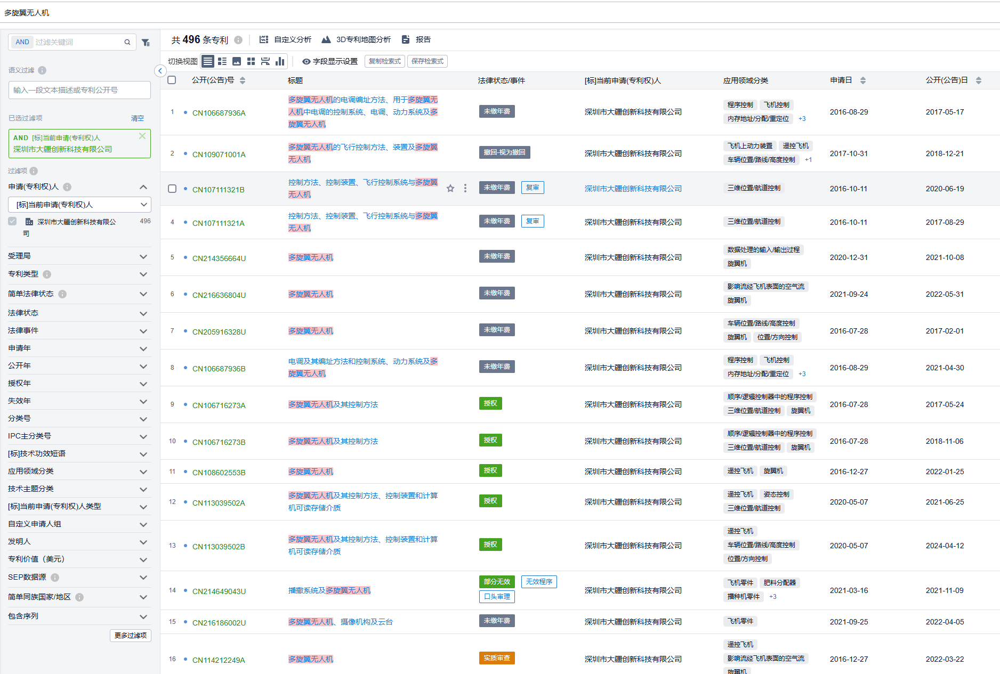 多旋翼无人机
AND 过滤关键词
语义过滤
输入一段文本描述或专利公开号
已选过滤项 清空
AND [标]当前申请(专利权)人
深圳市大疆创新科技有限公司
过滤项
申请(专利权)人
[标]当前申请(专利权)人
深圳市大疆创新科技有限公 496
司
受理局
专利类型
简单法律状态
法律状态
法律事件
申请年
公开年
授权年
失效年
分类号
IPC主分类号
[标]技术功效短语
应用领域分类
技术主题分类
[标]当前申请(专利权)人类型
自定义申请人组
发明人
专利价值（美元）
SEP数据源
简单同族国家/地区
包含序列
更多过滤项
共 496 条专利 自定义分析 3D专利地图分析 报告
切换视图 字段显示设置 复制检索式 保存检索式
公开(公告)号 标题 法律状态/事件 [标]当前申请(专利权)人 应用领域分类 申请日 公开(公告)日
多旋翼无人机的电调编址方法、用于多旋翼无
程序控制 飞机控制
1 CN106687936A 机中电调的控制系统、电调、动力系统及多 未缴年费 深圳市大疆创新科技有限公司 2016-08-29 2017-05-17
内存地址/分配/重定位 +3
旋翼无人机
多旋翼无人机的飞行控制方法、装置及多旋翼 飞机上动力装置 遥控飞机
2 CN109071001A 撤回-视为撤回 深圳市大疆创新科技有限公司 2017-10-31 2018-12-21
无人机 车辆位置/路线/高度控制 +1
控制方法、控制装置、飞行控制系统与多旋翼
CN107111321B 未缴年费 复审 深圳市大疆创新科技有限公司 三维位置/航道控制 2016-10-11 2020-06-19
无人机
控制方法、控制装置、飞行控制系统与多旋翼
4 CN107111321A 未缴年费 复审 深圳市大疆创新科技有限公司 三维位置/航道控制 2016-10-11 2017-08-29
无人机
数据处理的输入/输出过程
5 CN214356664U 多旋翼无人机 未缴年费 深圳市大疆创新科技有限公司 2020-12-31 2021-10-08
旋翼机
影响流经飞机表面的空气流
6 CN216636804U 多旋翼无人机 未缴年费 深圳市大疆创新科技有限公司 2021-09-24 2022-05-31
旋翼机
车辆位置/路线/高度控制
7 CN205916328U 多旋翼无人机 未缴年费 深圳市大疆创新科技有限公司 2016-07-28 2017-02-01
旋翼机 位置/方向控制
电调及其编址方法和控制系统、动力系统及多 程序控制 飞机控制
8 CN106687936B 未缴年费 深圳市大疆创新科技有限公司 2016-08-29 2021-04-30
旋翼无人机 内存地址/分配/重定位 +3
顺序/逻辑控制器中的程序控制
9 CN106716273A 多旋翼无人机及其控制方法 授权 深圳市大疆创新科技有限公司 2016-07-28 2017-05-24
三维位置/航道控制 旋翼机
顺序/逻辑控制器中的程序控制
10 CN106716273B 多旋翼无人机及其控制方法 授权 深圳市大疆创新科技有限公司 2016-07-28 2018-11-06
三维位置/航道控制 旋翼机
11 CN108602553B 多旋翼无人机 授权 深圳市大疆创新科技有限公司 遥控飞机 旋翼机 2016-12-27 2022-01-25
多旋翼无人机及其控制方法、控制装置和计算 遥控飞机 姿态控制
12 CN113039502A 授权 深圳市大疆创新科技有限公司 2020-05-07 2021-06-25
机可读存储介质 三维位置/航道控制
遥控飞机
多旋翼无人机及其控制方法、控制装置和计算
13 CN113039502B 授权 深圳市大疆创新科技有限公司 车辆位置/路线/高度控制 2020-05-07 2024-04-12
机可读存储介质
位置/方向控制
部分无效 无效程序 飞机零件 肥料分配器
14 CN214649043U 播撒系统及多旋翼无人机 深圳市大疆创新科技有限公司 2021-03-16 2021-11-09
口头审理 播种机零件 +3
15 CN216186002U 多旋翼无人机、摄像机构及云台 未缴年费 深圳市大疆创新科技有限公司 飞机零件 2021-09-25 2022-04-05
遥控飞机
16 CN114212249A 多旋翼无人机 实质审查 深圳市大疆创新科技有限公司 影响流经飞机表面的空气流 2016-12-27 2022-03-22
旋翼机